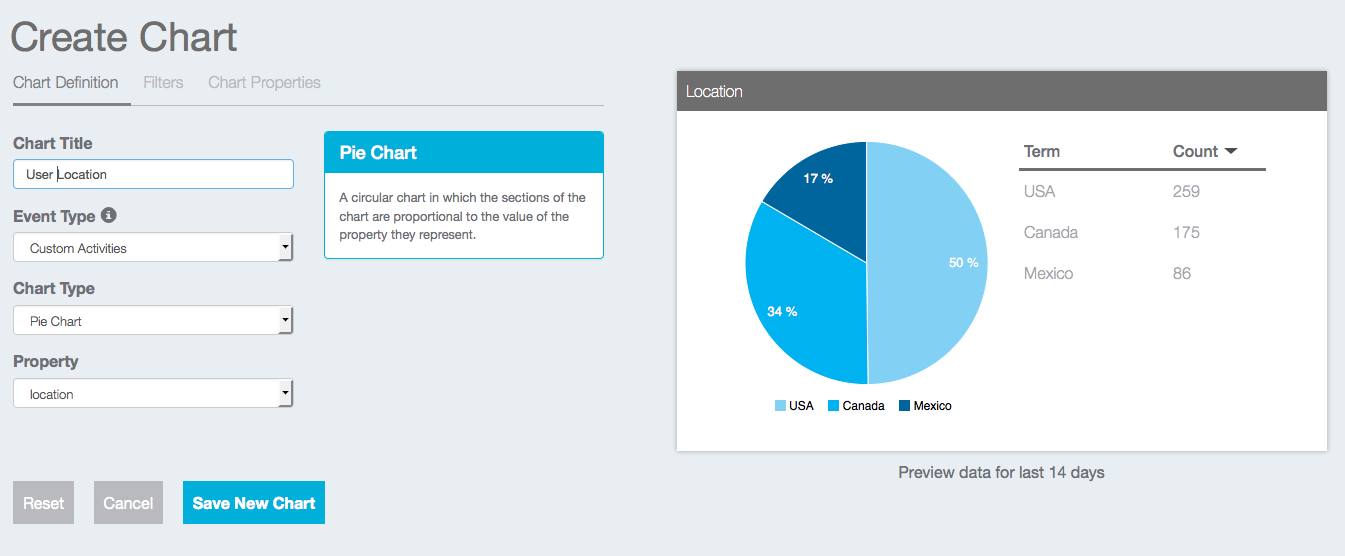 Create Chart
Chart Definition Filters Chart Properties
Chart Title
User Location
Event Type
Custom Activities
Chart Type
Pie Chart
Property
location
Pie Chart
A circular chart in which the sections of the
chart are proportional to the value of the
property they represent.
Reset Cancel Save New Chart
Location
17 %
50 %
34 %
USA Canada Mexico
Term Count
USA 259
Canada 175
Mexico 86
Preview data for last 14 days